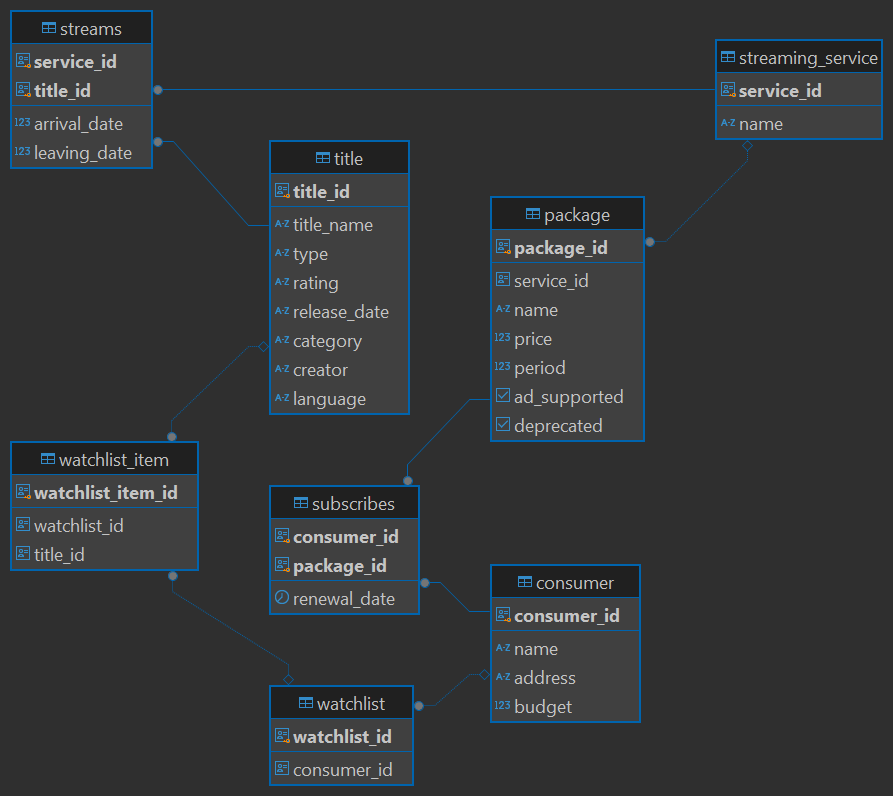 streams
service_id
title_id
123 arrival_date
123 leaving_date
streaming_service
service_id
A-Z name
title
title_id
A-Z title_name
A-Z type
A-Z rating
A-Z release_date
A-Z category
A-Z creator
A-Z language
package
package_id
service_id
A-Z name
123 price
123 period
ad_supported
deprecated
watchlist_item
watchlist_item_id
watchlist_id
title_id
subscribes
consumer_id
package_id
renewal_date
consumer
consumer_id
A-Z name
A-Z address
123 budget
watchlist
watchlist_id
consumer_id